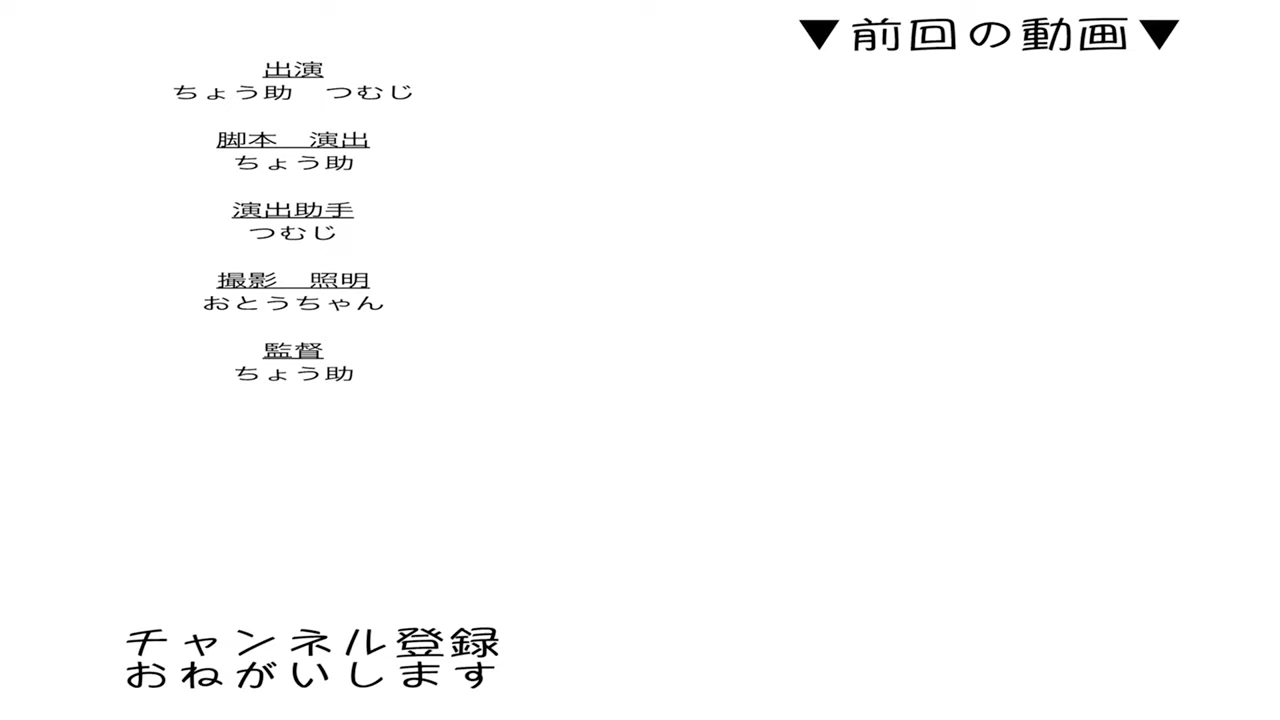 ▼前回の動画▼
出演
ちょう助　つむじ
脚本　演出
ちょう助
演出助手
つむじ
撮影　照明
おとうちゃん
監督
ちょう助
チャンネル登録
おねがいします